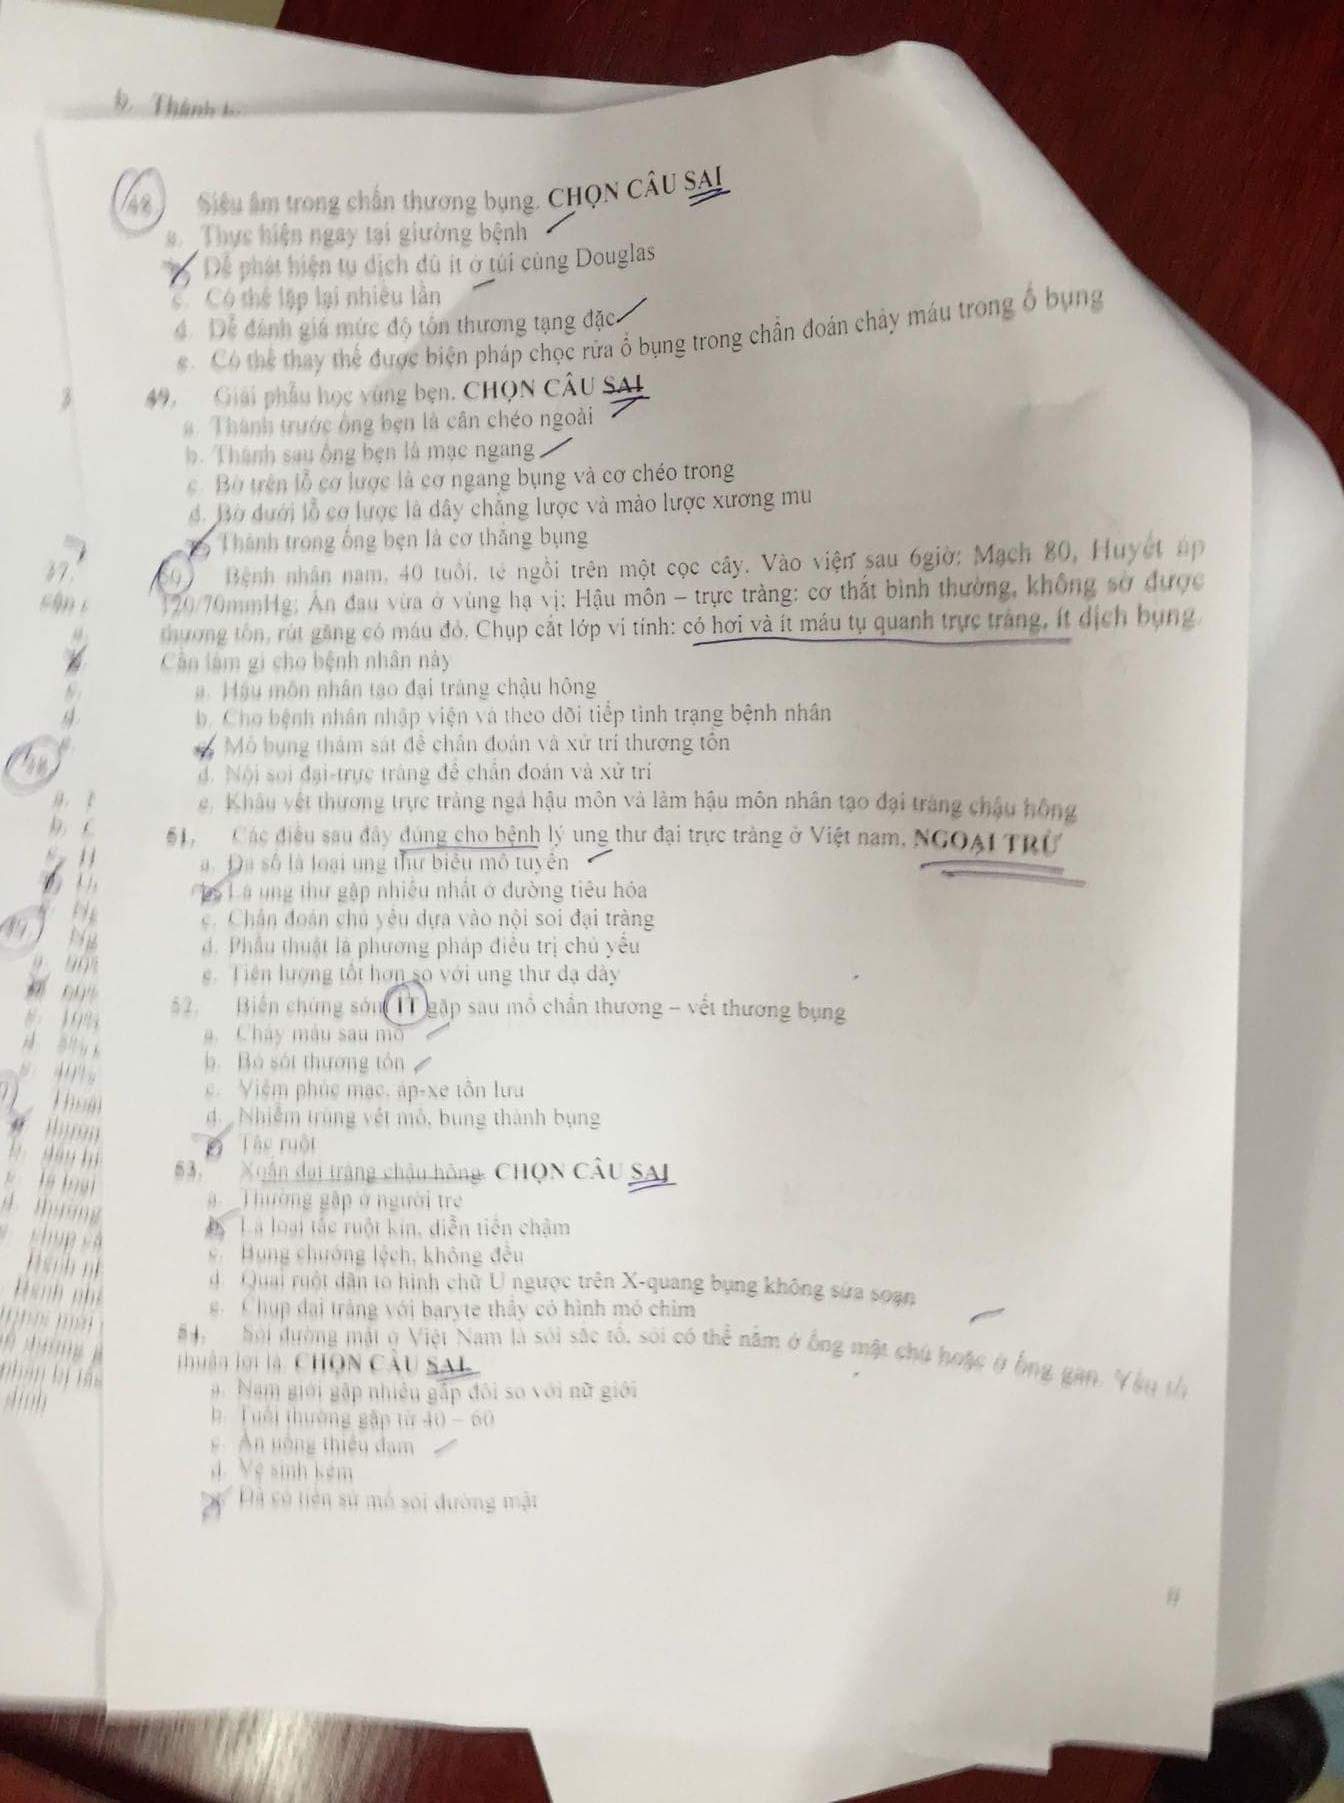 b. Thành
48. Siêu âm trong chấn thương bụng. CHỌN CÂU SAI
a. Thực hiện ngay tại giường bệnh
Dễ phát hiện tụ dịch dù ít ở túi cùng Douglas
c. Có thể lặp lại nhiều lần
d. Dễ đánh giá mức độ tổn thương tạng đặc
e. Có thể thay thế được biện pháp chọc rửa ổ bụng trong chẩn đoán chảy máu trong ổ bụng
49. Giải phẫu học vùng bẹn. CHỌN CÂU SAI
a. Thành trước ống bẹn là cân chéo ngoài
b. Thành sau ống bẹn là mạc ngang
c. Bờ trên lỗ cơ lược là cơ ngang bụng và cơ chéo trong
d. Bờ dưới lỗ cơ lược là dây chằng lược và mào lược xương mu
Thành trong ống bẹn là cơ thẳng bụng
50. Bệnh nhân nam, 40 tuổi, té ngồi trên một cọc cây. Vào viện sau 6giờ: Mạch 80, Huyết áp
120/70mmHg; Ấn đau vừa ở vùng hạ vị; Hậu môn – trực tràng: cơ thắt bình thường, không sờ được
thương tổn, rút găng có máu đỏ. Chụp cắt lớp vi tính: có hơi và ít máu tụ quanh trực tràng, ít dịch bụng.
Cần làm gì cho bệnh nhân này
a. Hậu môn nhân tạo đại tràng chậu hông
b. Cho bệnh nhân nhập viện và theo dõi tiếp tình trạng bệnh nhân
Mổ bụng thám sát để chẩn đoán và xử trí thương tổn
d. Nội soi đại-trực tràng để chẩn đoán và xử trí
e. Khâu vết thương trực tràng ngả hậu môn và làm hậu môn nhân tạo đại tràng chậu hông
51. Các điều sau đây đúng cho bệnh lý ung thư đại trực tràng ở Việt nam, NGOẠI TRỪ
a. Đa số là loại ung thư biểu mô tuyến
Là ung thư gặp nhiều nhất ở đường tiêu hóa
c. Chẩn đoán chủ yếu dựa vào nội soi đại tràng
d. Phẫu thuật là phương pháp điều trị chủ yếu
e. Tiên lượng tốt hơn so với ung thư dạ dày
52. Biến chứng sớm ÍT gặp sau mổ chấn thương – vết thương bụng
a. Chảy máu sau mổ
b. Bỏ sót thương tổn
c. Viêm phúc mạc, áp-xe tồn lưu
d. Nhiễm trùng vết mổ, bung thành bụng
Tắc ruột
53. Xoắn đại tràng chậu hông. CHỌN CÂU SAI
a. Thường gặp ở người trẻ
Là loại tắc ruột kín, diễn tiến chậm
c. Bụng chướng lệch, không đều
d. Quai ruột dãn to hình chữ U ngược trên X-quang bụng không sửa soạn
e. Chụp đại tràng với baryte thấy có hình mỏ chim
54. Sỏi đường mật ở Việt Nam là sỏi sắc tố, sỏi có thể nằm ở ống mật chủ hoặc ở ống gan. Yếu
thuận lợi là. CHỌN CÂU SAI
a. Nam giới gặp nhiều gấp đôi so với nữ giới
b. Tuổi thường gặp từ 40 – 60
c. Ăn uống thiếu đạm
d. Vệ sinh kém
Đã có tiền sử mổ sỏi đường mật